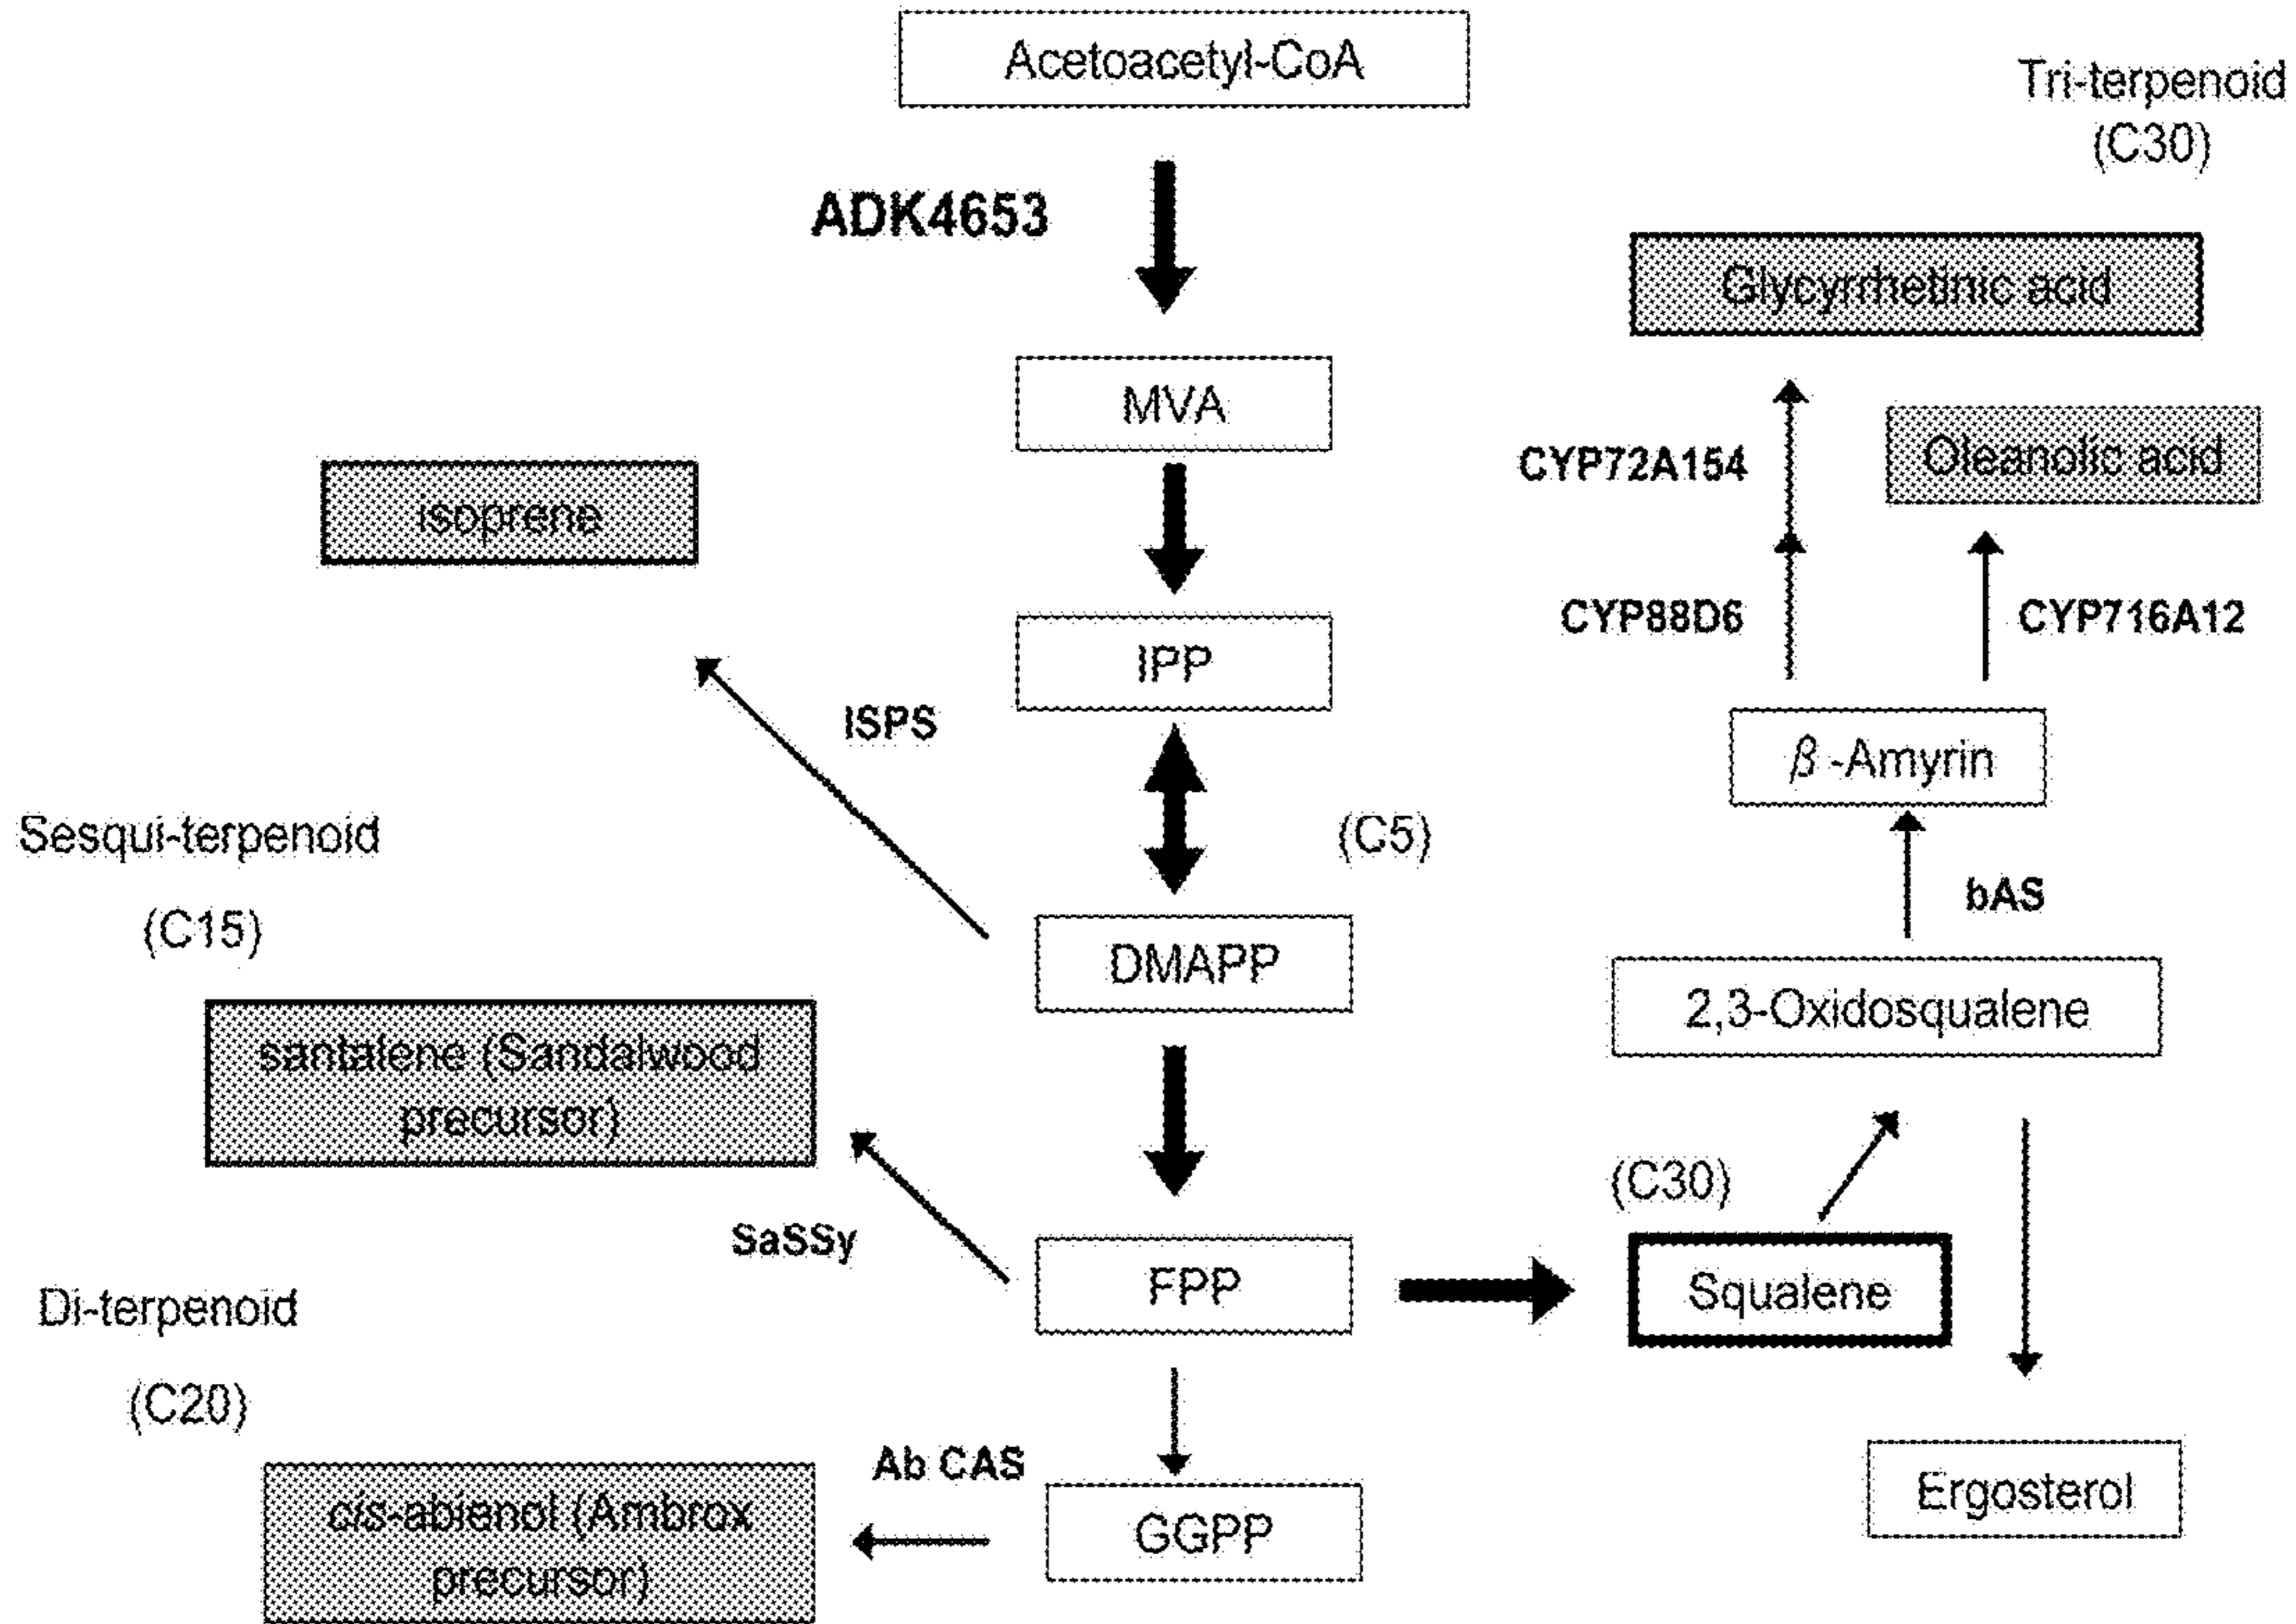 Acetoacetyl-CoA
Tri-terpenoid
(C30)
ADK4653
Glycyrrhetinic acid
MVA
CYP72A154
Oleanolic acid
isoprene
CYP88D6
CYP716A12
IPP
ISPS
β-Amyrin
Sesqui-terpenoid
(C5)
(C15)
bAS
DMAPP
2,3-Oxidosqualene
santalene (Sandalwood
precursor)
(C30)
SaSSy
FPP
Squalene
Di-terpenoid
(C20)
Ab CAS
cis-abienol (Ambrox
precursor)
GGPP
Ergosterol